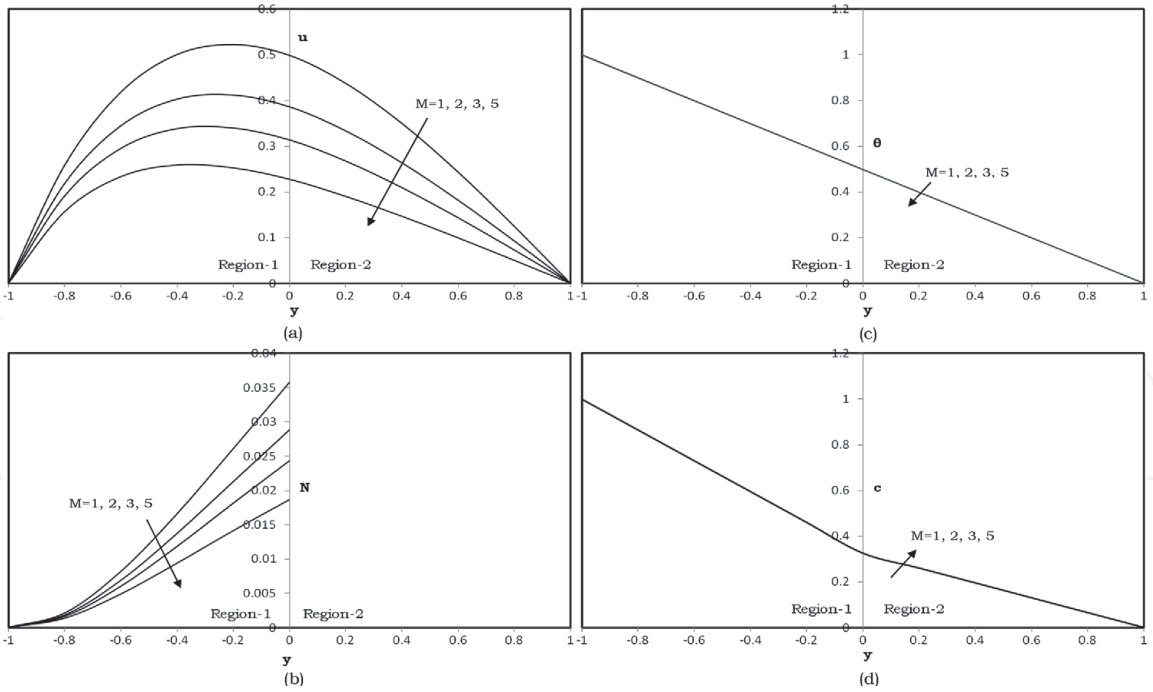 0.6
u
0.5
0.4
M=1, 2, 3, 5
0.3
0.2
0.1
Region-1 Region-2
0
-1 -0.8 -0.6 -0.4 -0.2 0 0.2 0.4 0.6 0.8 1
y
(a)
1.2
1
0.8
0.6
θ
M=1, 2, 3, 5
0.4
0.2
Region-1 Region-2
0
-1 -0.8 -0.6 -0.4 -0.2 0 0.2 0.4 0.6 0.8 1
y
(c)
0.04
0.035
0.03
0.025
0.02
N
M=1, 2, 3, 5
0.015
0.01
0.005
Region-1 Region-2
0
-1 -0.8 -0.6 -0.4 -0.2 0 0.2 0.4 0.6 0.8 1
y
(b)
1.2
1
0.8
0.6
c
0.4
M=1, 2, 3, 5
0.2
Region-1 Region-2
0
-1 -0.8 -0.6 -0.4 -0.2 0 0.2 0.4 0.6 0.8 1
y
(d)